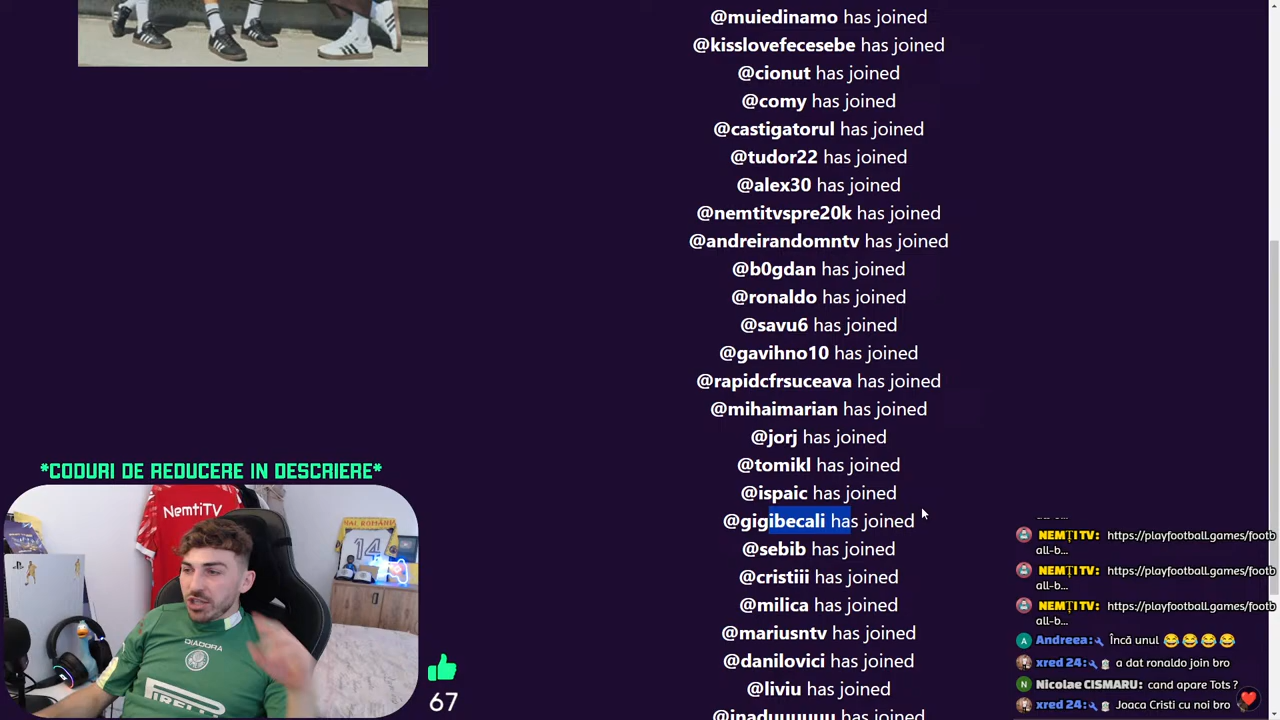 @muiedinamo has joined
@kisslovefecesebe has joined
@cionut has joined
@comy has joined
@castigatorul has joined
@tudor22 has joined
@alex30 has joined
@nemtitvspre20k has joined
@andreirandomntv has joined
@b0gdan has joined
@ronaldo has joined
@savu6 has joined
@gavihno10 has joined
@rapidcfrsuceava has joined
@mihaimarian has joined
@jorj has joined
@tomikl has joined
@ispaic has joined
@gigibecali has joined
@sebib has joined
@cristiii has joined
@milica has joined
@mariusntv has joined
@danilovici has joined
@liviu has joined
*CODURI DE REDUCERE IN DESCRIERE*
NemtiTV
HAI, ROMÂNII
14
DIADORA
PIRELLI
67
all-b...
NEMȚI TV: https://playfootball.games/footb
all-b...
NEMȚI TV: https://playfootball.games/footb
all-b...
NEMȚI TV: https://playfootball.games/footb
all-b...
A Andreea: Încă unul 😂😂😂😂
xred 24: a dat ronaldo join bro
N Nicolae CISMARU: cand apare Tots ?
xred 24: Joaca Cristi cu noi bro